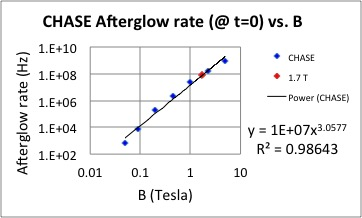 CHASE Afterglow rate (@ t=0) vs. B
Afterglow rate (Hz)
1.E+10
1.E+08
1.E+06
1.E+04
1.E+02
0.01 0.1 1 10
B (Tesla)
CHASE
1.7 T
Power (CHASE)
y = 1E+07x^3.0577
R² = 0.98643